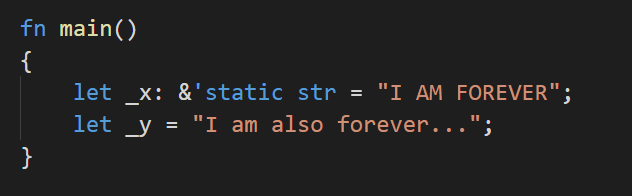 fn main()
{
    let _x: &'static str = "I AM FOREVER";
    let _y = "I am also forever...";
}